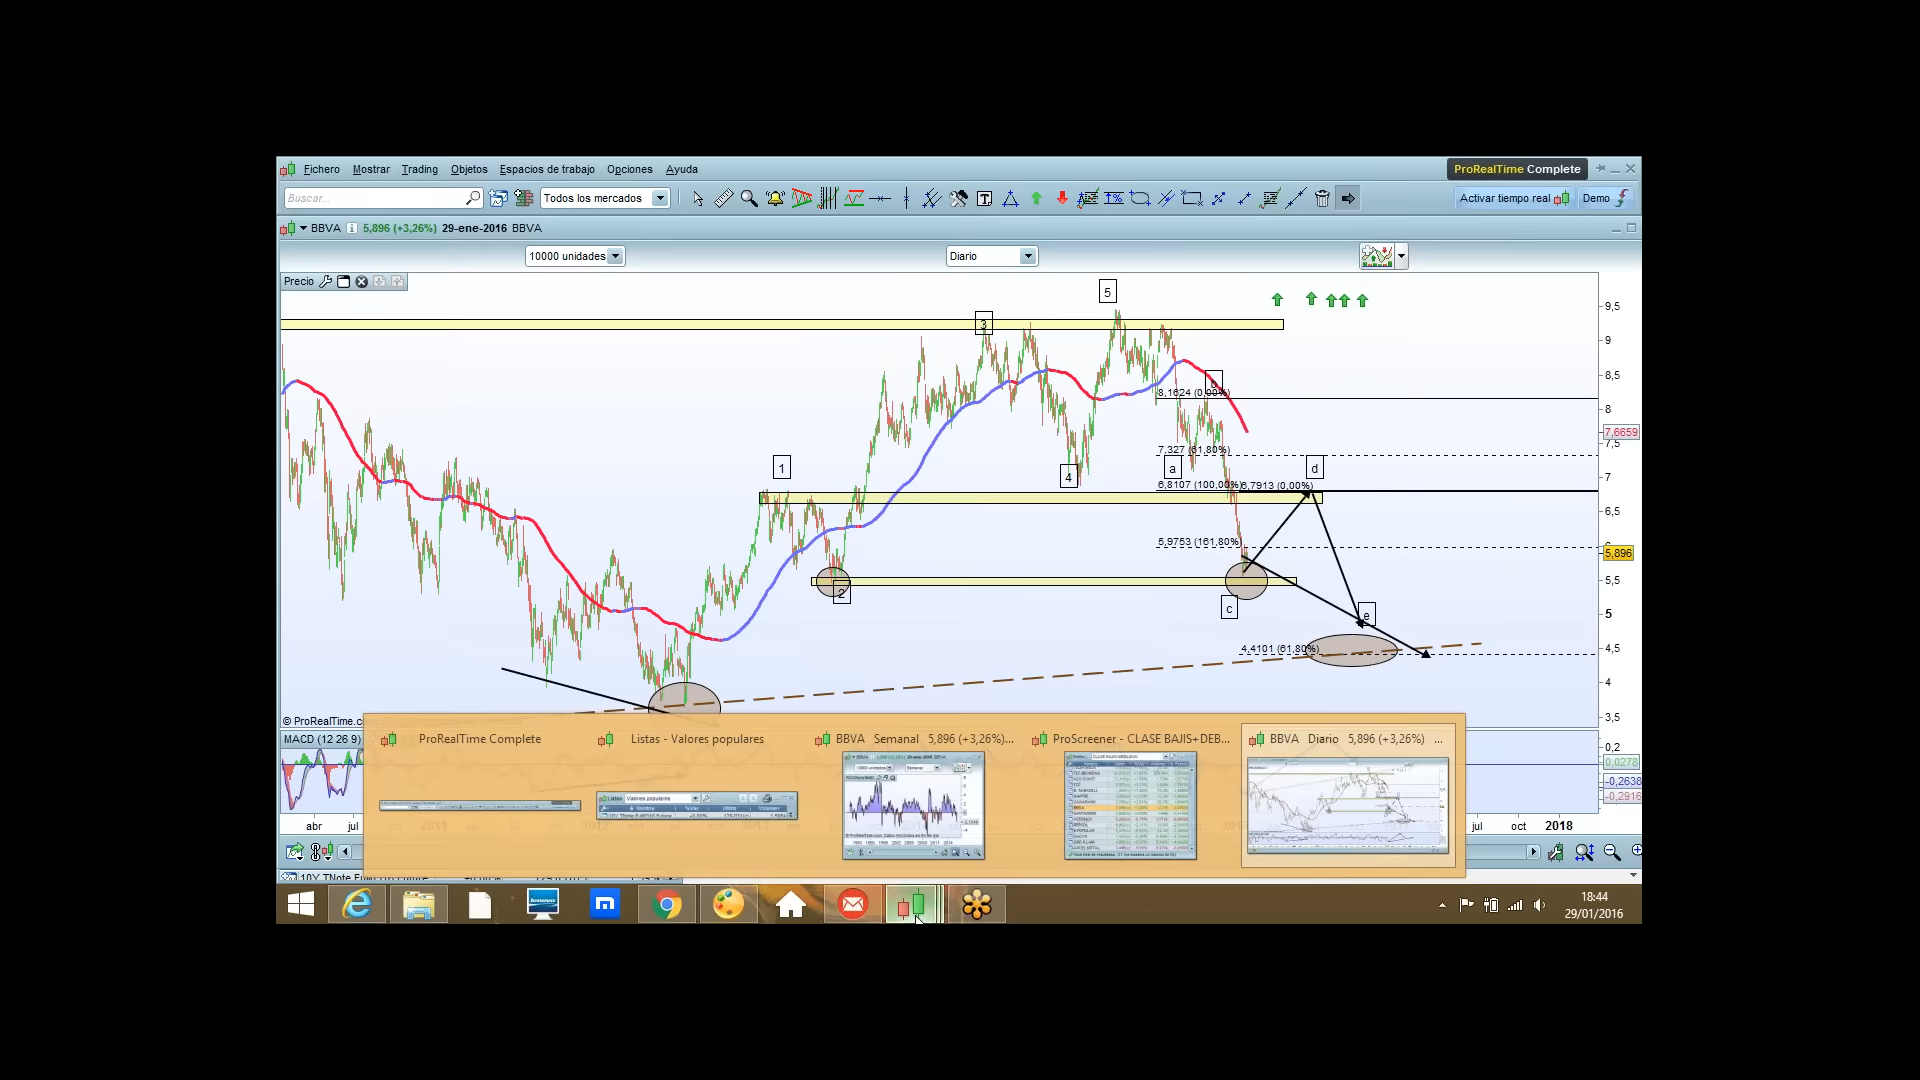 Fichero Mostrar Trading Objetos Espacios de trabajo Opciones Ayuda
ProRealTime Complete
Buscar...
Todos los mercados
Activar tiempo real
Demo
BBVA 5,896 (+3,26%) 29-ene-2016 BBVA
10000 unidades
Diario
Precio
5
9,5
3
9
8,5
b
8,1624 (0,00%)
8
7,6659
7,5
7,327 (61,80%)
1
4
a
d
7
6,8107 (100,00%)
6,7913 (0,00%)
6,5
5,9753 (161,80%)
5,896
5,5
2
c
e
5
4,4101 (61,80%)
4,5
4
3,5
© ProRealTime.c
MACD (12 26 9)
0,2
0,0278
-0,2638
-0,2916
ProRealTime Complete
Listas - Valores populares
BBVA Semanal 5,896 (+3,26%)...
ProScreener - CLASE BAJIS+DEB...
BBVA Diario 5,896 (+3,26%) ...
abr jul
jul oct 2018
lenovo
18:44
29/01/2016